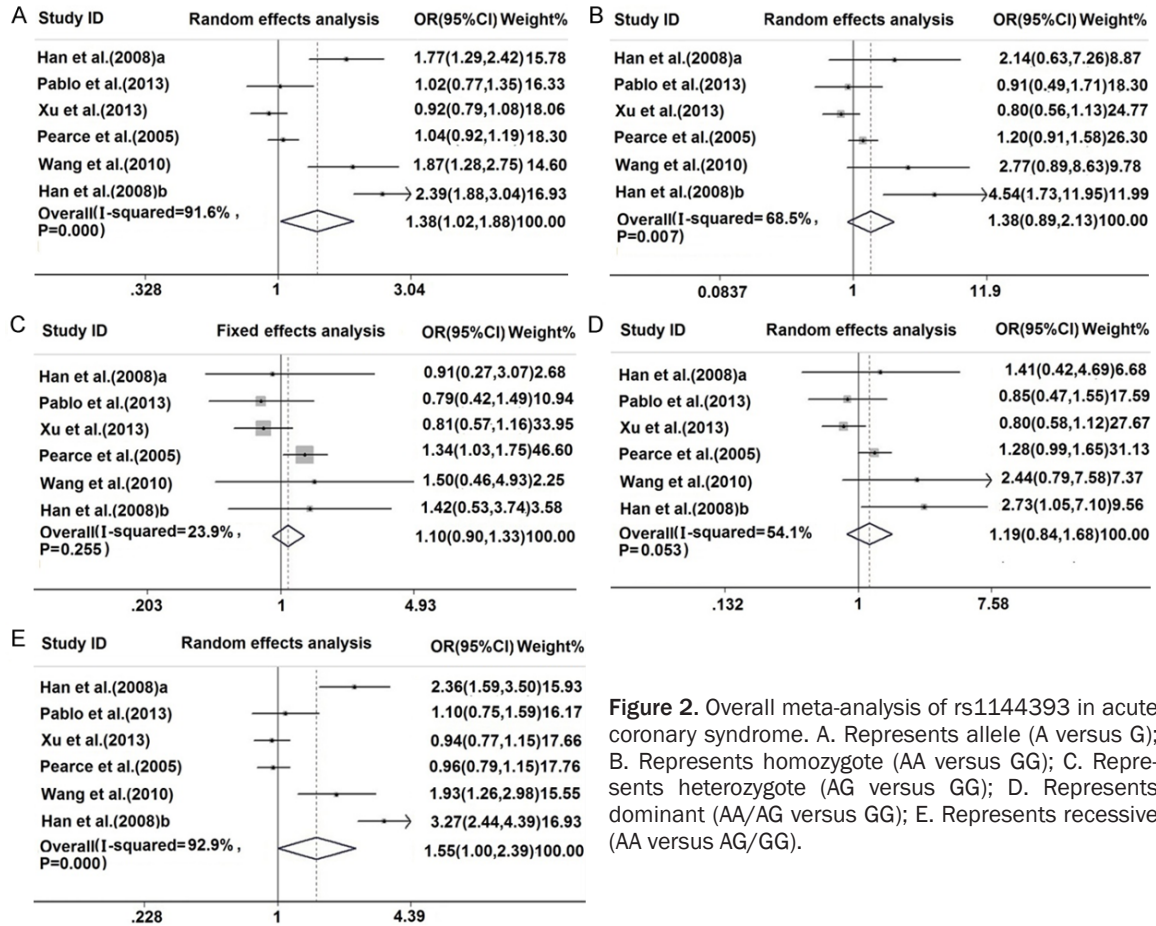 A Study ID Random effects analysis OR(95%CI) Weight%
Han et al.(2008)a 1.77(1.29,2.42)15.78
Pablo et al.(2013) 1.02(0.77,1.35)16.33
Xu et al.(2013) 0.92(0.79,1.08)18.06
Pearce et al.(2005) 1.04(0.92,1.19)18.30
Wang et al.(2010) 1.87(1.28,2.75)14.60
Han et al.(2008)b 2.39(1.88,3.04)16.93
Overall(I-squared=91.6% ,
P=0.000) 1.38(1.02,1.88)100.00
.328 1 3.04
B Study ID Random effects analysis OR(95%CI) Weight%
Han et al.(2008)a 2.14(0.63,7.26)8.87
Pablo et al.(2013) 0.91(0.49,1.71)18.30
Xu et al.(2013) 0.80(0.56,1.13)24.77
Pearce et al.(2005) 1.20(0.91,1.58)26.30
Wang et al.(2010) 2.77(0.89,8.63)9.78
Han et al.(2008)b 4.54(1.73,11.95)11.99
Overall(I-squared=68.5%,
P=0.007) 1.38(0.89,2.13)100.00
0.0837 1 11.9
C Study ID Fixed effects analysis OR(95%CI) Weight%
Han et al.(2008)a 0.91(0.27,3.07)2.68
Pablo et al.(2013) 0.79(0.42,1.49)10.94
Xu et al.(2013) 0.81(0.57,1.16)33.95
Pearce et al.(2005) 1.34(1.03,1.75)46.60
Wang et al.(2010) 1.50(0.46,4.93)2.25
Han et al.(2008)b 1.42(0.53,3.74)3.58
Overall(I-squared=23.9% ,
P=0.255) 1.10(0.90,1.33)100.00
.203 1 4.93
D Study ID Random effects analysis OR(95%CI) Weight%
Han et al.(2008)a 1.41(0.42,4.69)6.68
Pablo et al.(2013) 0.85(0.47,1.55)17.59
Xu et al.(2013) 0.80(0.58,1.12)27.67
Pearce et al.(2005) 1.28(0.99,1.65)31.13
Wang et al.(2010) 2.44(0.79,7.58)7.37
Han et al.(2008)b 2.73(1.05,7.10)9.56
Overall(I-squared=54.1%
P=0.053) 1.19(0.84,1.68)100.00
.132 1 7.58
E Study ID Random effects analysis OR(95%CI) Weight%
Han et al.(2008)a 2.36(1.59,3.50)15.93
Pablo et al.(2013) 1.10(0.75,1.59)16.17
Xu et al.(2013) 0.94(0.77,1.15)17.66
Pearce et al.(2005) 0.96(0.79,1.15)17.76
Wang et al.(2010) 1.93(1.26,2.98)15.55
Han et al.(2008)b 3.27(2.44,4.39)16.93
Overall(I-squared=92.9% ,
P=0.000) 1.55(1.00,2.39)100.00
.228 1 4.39
Figure 2. Overall meta-analysis of rs1144393 in acute
coronary syndrome. A. Represents allele (A versus G);
B. Represents homozygote (AA versus GG); C. Repre-
sents heterozygote (AG versus GG); D. Represents
dominant (AA/AG versus GG); E. Represents recessive
(AA versus AG/GG).